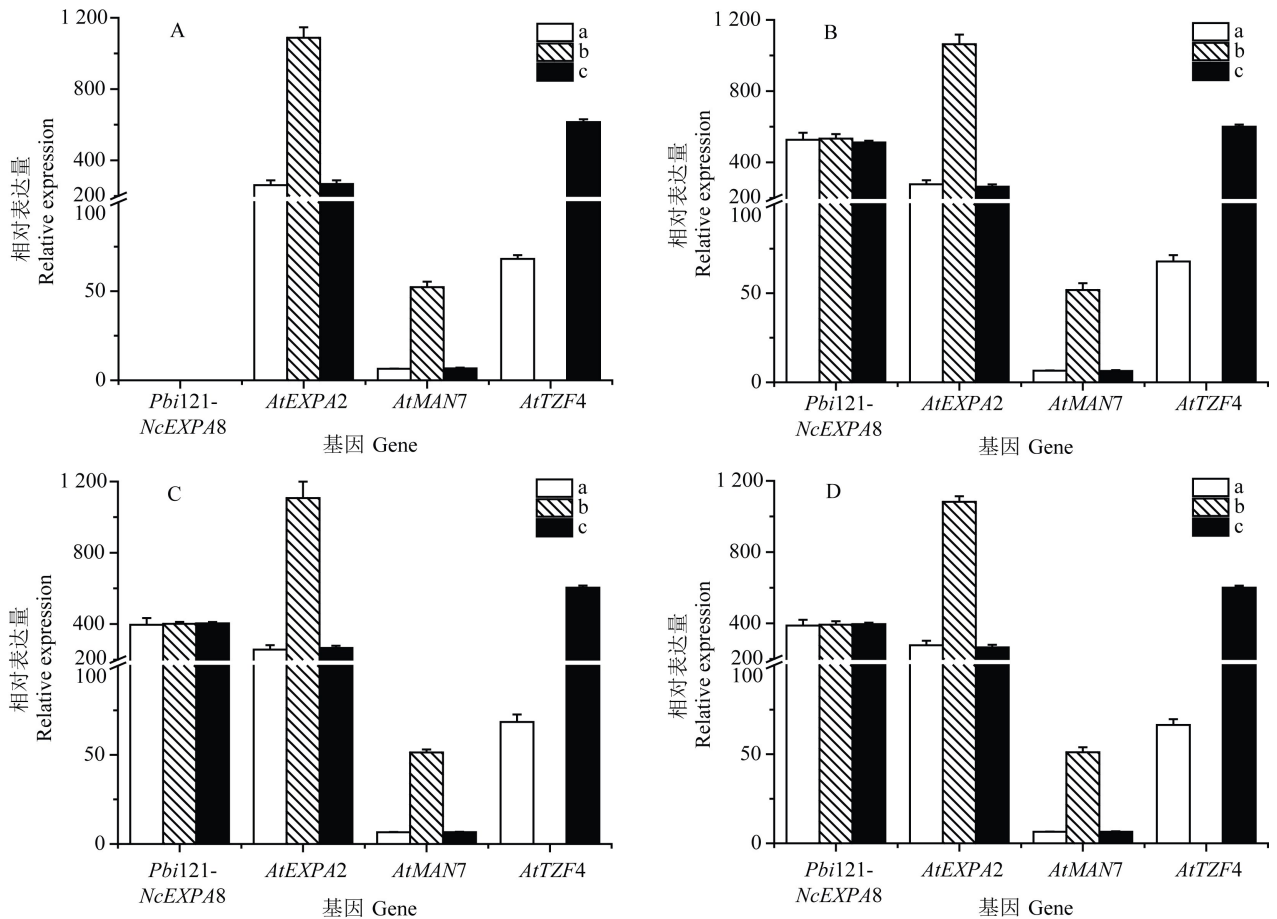 A
a
b
c
1 200
1 000
800
600
400
200
100
50
0
相对表达量
Relative expression
Pbi121-
NcEXPA8
AtEXPA2
AtMAN7
AtTZF4
基因 Gene
B
a
b
c
1 200
800
400
200
100
50
0
相对表达量
Relative expression
Pbi121-
NcEXPA8
AtEXPA2
AtMAN7
AtTZF4
基因 Gene
C
a
b
c
1 200
800
400
200
100
50
0
相对表达量
Relative expression
Pbi121-
NcEXPA8
AtEXPA2
AtMAN7
AtTZF4
基因 Gene
D
a
b
c
1 200
800
400
200
100
50
0
相对表达量
Relative expression
Pbi121-
NcEXPA8
AtEXPA2
AtMAN7
AtTZF4
基因 Gene